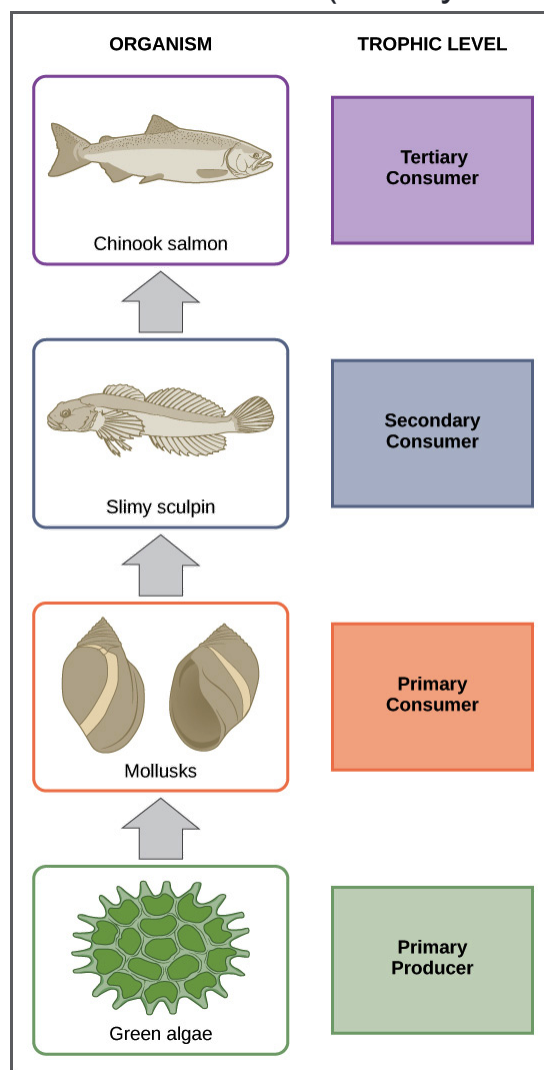 ORGANISM TROPHIC LEVEL
Tertiary
Consumer
Chinook salmon
Secondary
Consumer
Slimy sculpin
Primary
Consumer
Mollusks
Primary
Producer
Green algae